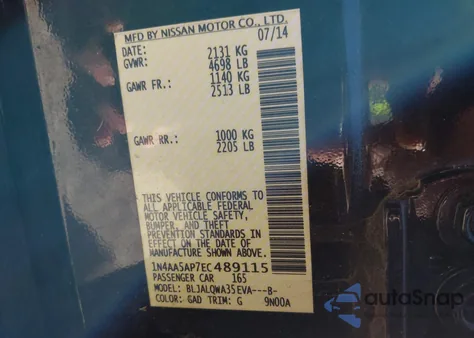 MFD BY NISSAN MOTOR CO., LTD.
DATE: 07/14
GVWR: 2131 KG
4698 LB
GAWR FR.: 1140 KG
2513 LB
GAWR RR.: 1000 KG
2205 LB
THIS VEHICLE CONFORMS TO
ALL APPLICABLE FEDERAL
MOTOR VEHICLE SAFETY,
BUMPER, AND THEFT
PREVENTION STANDARDS IN
EFFECT ON THE DATE OF
MANUFACTURE SHOWN ABOVE.
1N4AA5AP7EC489115
PASSENGER CAR 165
MODEL: BLJALQWA35EVA---B-
COLOR: GAD TRIM: G 9N00A
autoSnap